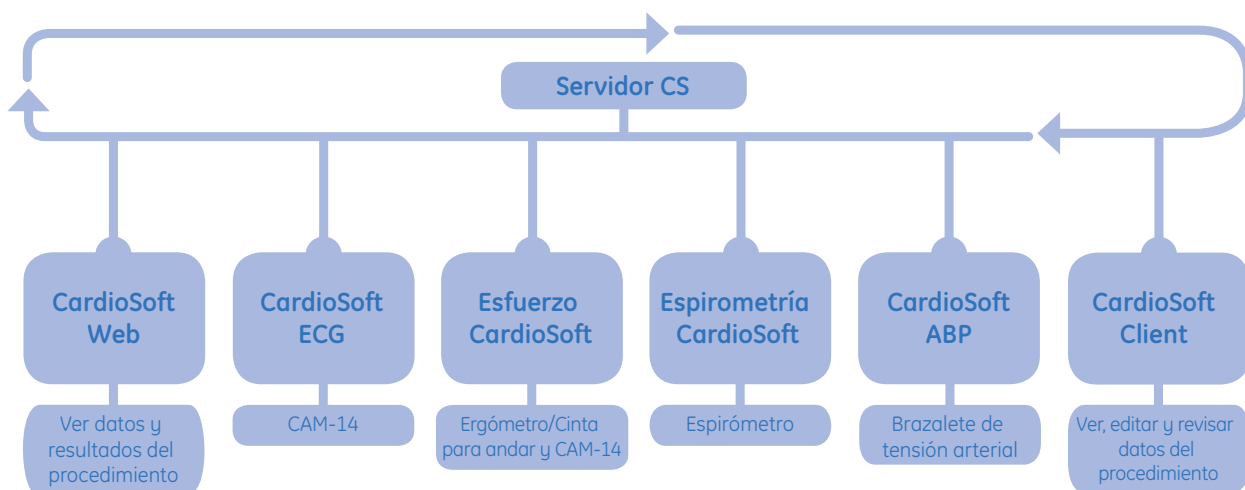 Servidor CS
CardioSoft
Web
CardioSoft
ECG
Esfuerzo
CardioSoft
Espirometría
CardioSoft
CardioSoft
ABP
CardioSoft
Client
Ver datos y
resultados del
procedimiento
CAM-14
Ergómetro/Cinta
para andar y CAM-14
Espirómetro
Brazalete de
tensión arterial
Ver, editar y revisar
datos del
procedimiento